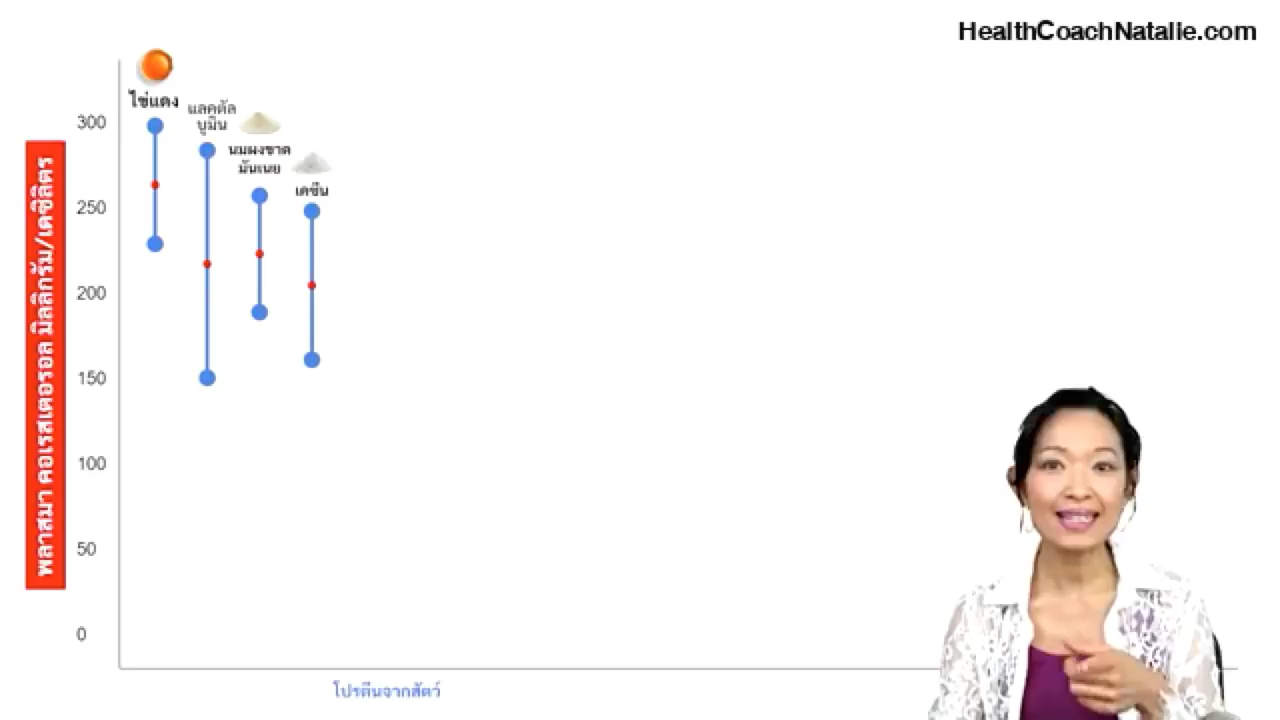 HealthCoachNatalie.com
ไข่แดง
แลคตัล
บูมิน
นมผงขาด
มันเนย
เคซีน
300
250
200
150
100
50
0
พลาสมา คอเรสเตอรอล มิลลิกรัม/เดซิลิตร
โปรตีนจากสัตว์